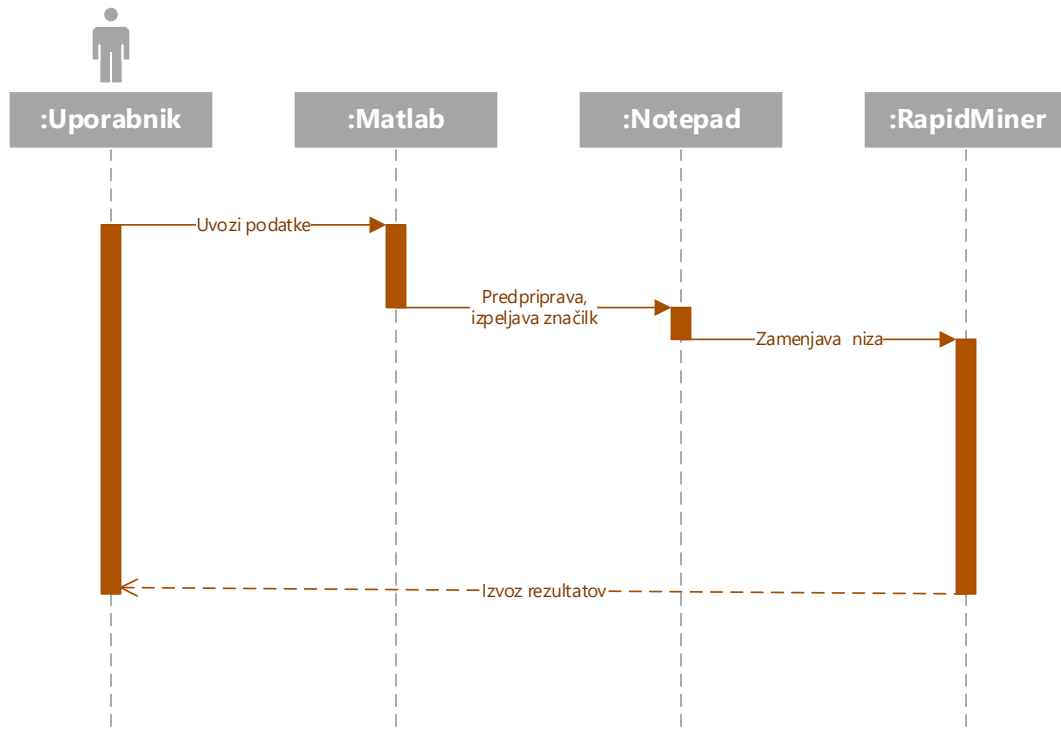 :Uporabnik
:Matlab
:Notepad
:RapidMiner
Uvozi podatke
Predpriprava,
izpeljava značilk
Zamenjava niza
Izvoz rezultatov